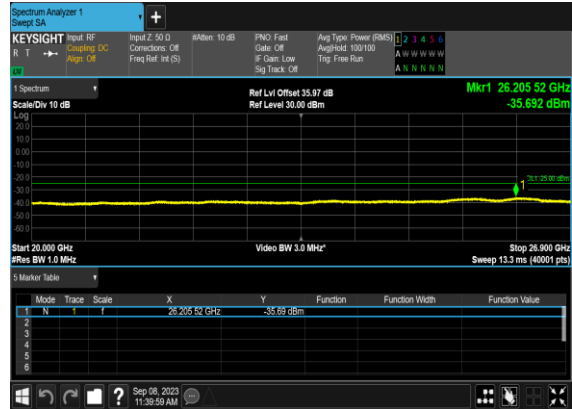 Spectrum Analyzer 1
Swept SA
+
KEYSIGHT
R T
Input: RF
Coupling: DC
Align: Off
Input Z: 50 Ω
Corrections: Off
Freq Ref: Int (S)
#Atten: 10 dB
PNO: Fast
Gate: Off
IF Gain: Low
Sig Track: Off
Avg Type: Power (RMS)
Avg|Hold: 100/100
Trig: Free Run
1 2 3 4 5 6
A W W W W W
A N N N N N
1 Spectrum
Scale/Div 10 dB
Ref Lvl Offset 35.97 dB
Ref Level 30.00 dBm
Mkr1 26.205 52 GHz
-35.692 dBm
Log
20.0
10.0
0.00
-10.0
-20.0
-30.0
-40.0
-50.0
-60.0
1
Start 20.000 GHz
#Res BW 1.0 MHz
Video BW 3.0 MHz*
Stop 26.900 GHz
Sweep 13.3 ms (40001 pts)
5 Marker Table
Mode Trace Scale X Y Function Function Width Function Value
1 N 1 f 26.205 52 GHz -35.69 dBm
2
3
4
5
6
?
Sep 08, 2023
11:39:59 AM